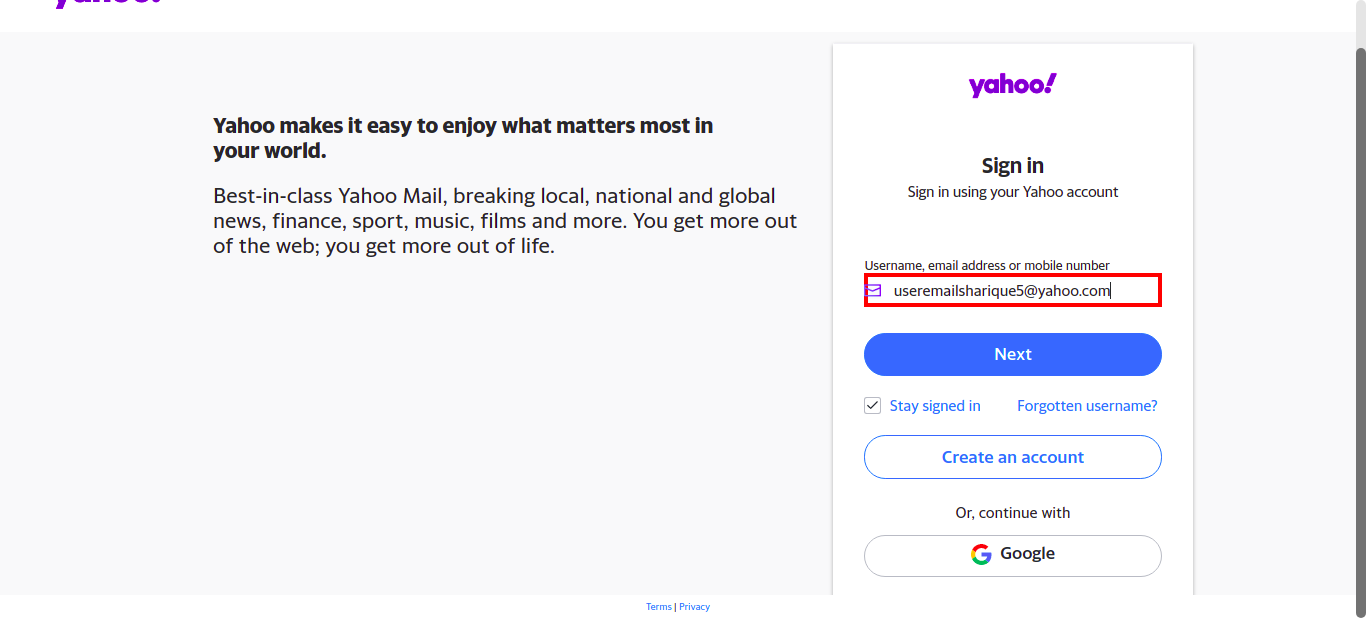 yahoo!
Yahoo makes it easy to enjoy what matters most in
your world.
Best-in-class Yahoo Mail, breaking local, national and global
news, finance, sport, music, films and more. You get more out
of the web; you get more out of life.
yahoo!
Sign in
Sign in using your Yahoo account
Username, email address or mobile number
useremailsharique5@yahoo.com
Next
Stay signed in
Forgotten username?
Create an account
Or, continue with
Google
Terms | Privacy